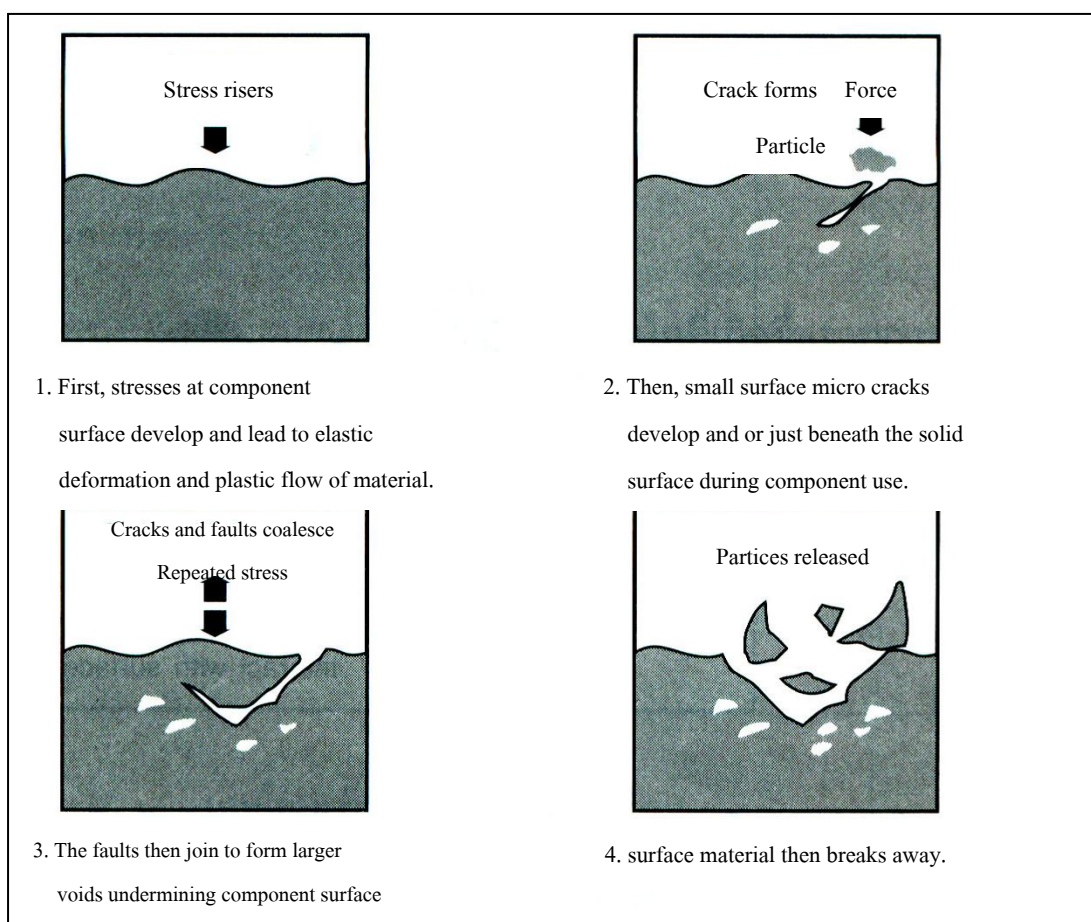 Stress risers
1. First, stresses at component
surface develop and lead to elastic
deformation and plastic flow of material.
Crack forms Force
Particle
2. Then, small surface micro cracks
develop and or just beneath the solid
surface during component use.
Cracks and faults coalesce
Repeated stress
3. The faults then join to form larger
voids undermining component surface
Partices released
4. surface material then breaks away.